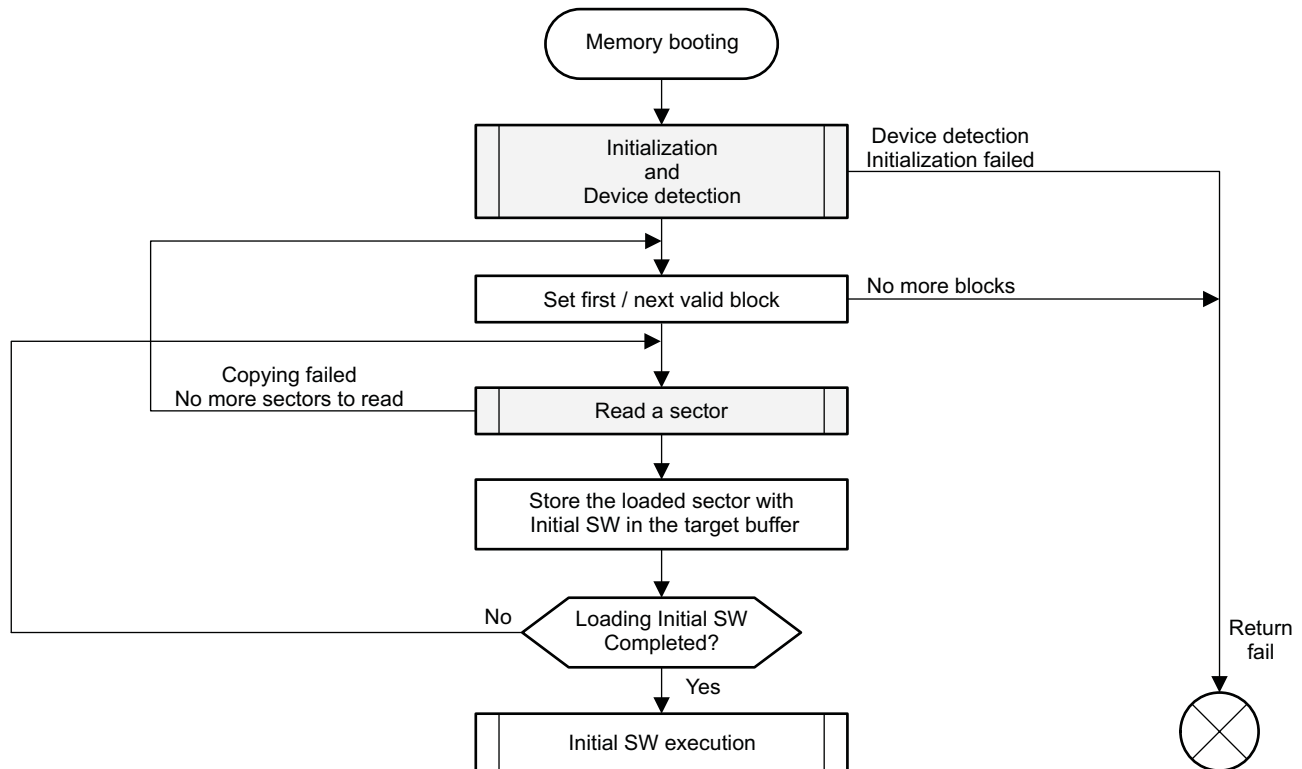 Memory booting
Initialization
and
Device detection
Device detection
Initialization failed
Set first / next valid block
No more blocks
Copying failed
No more sectors to read
Read a sector
Store the loaded sector with
Initial SW in the target buffer
No
Loading Initial SW
Completed?
Return
fail
Yes
Initial SW execution